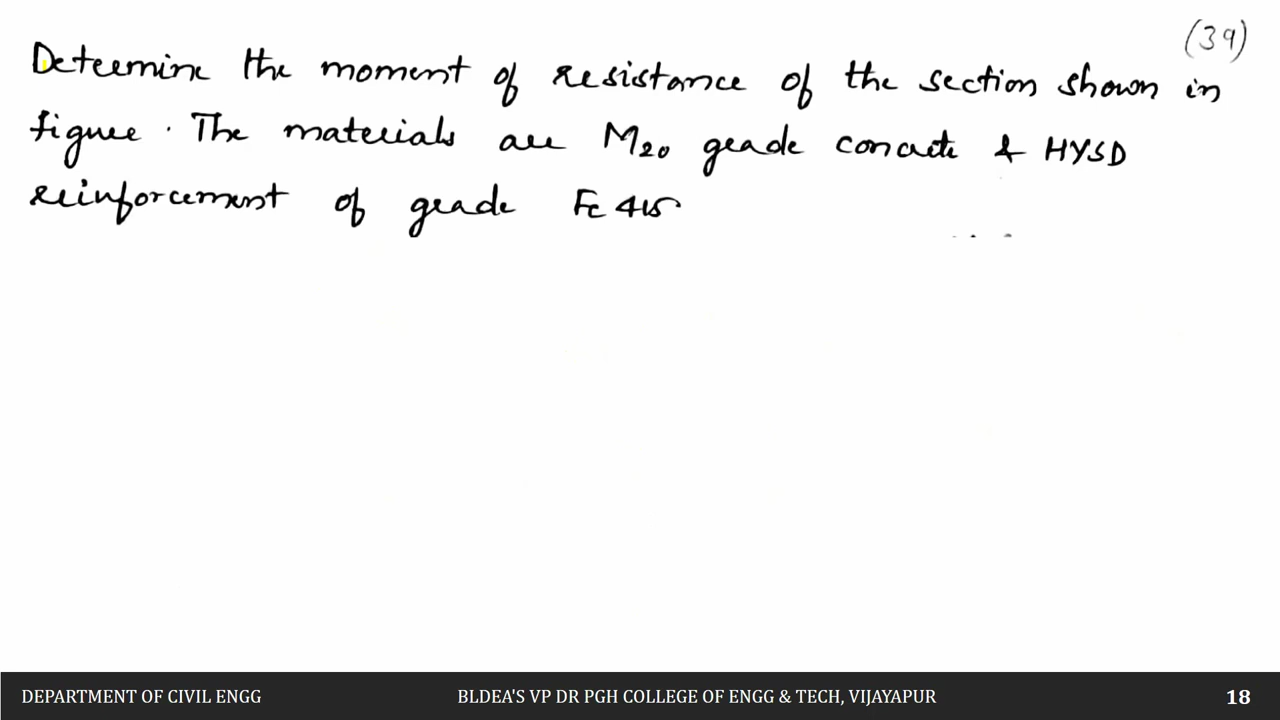 (39)
Determine the moment of resistance of the section shown in
figure. The materials are M20 grade concrete & HYSD
reinforcement of grade Fe 415
DEPARTMENT OF CIVIL ENGG BLDEA'S VP DR PGH COLLEGE OF ENGG & TECH, VIJAYAPUR 18